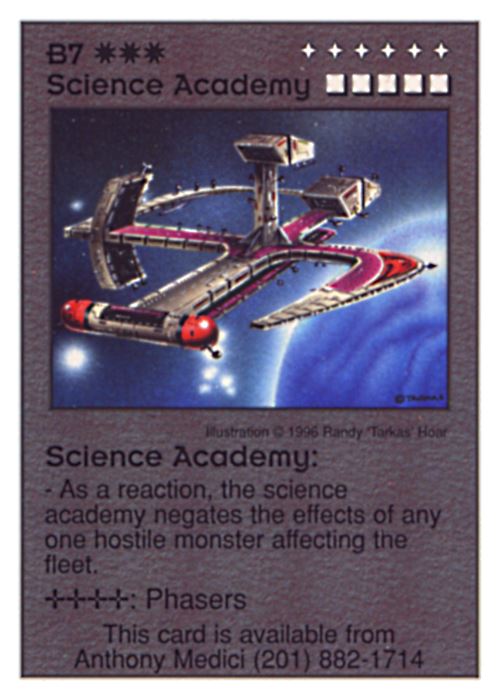 B7 ✷✷✷ ✦ ✦ ✦ ✦ ✦ ✦
Science Academy
© TARKAS
Illustration © 1996 Randy 'Tarkas' Hoar
Science Academy:
- As a reaction, the science
academy negates the effects of any
one hostile monster affecting the
fleet.
✢✢✢✢: Phasers
This card is available from
Anthony Medici (201) 882-1714